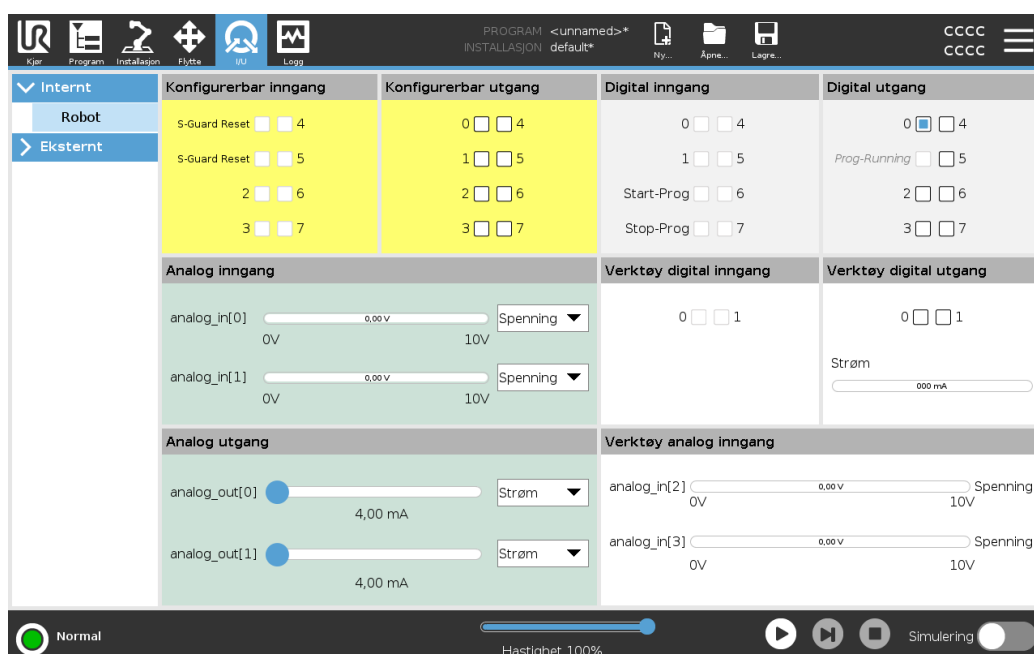 PROGRAM <unnamed>*
INSTALLASJON default*
CCCC
CCCC
UR
Kjør Program Installasjon Flytte I/U Logg Ny... Åpne... Lagre...
Internt
Robot
Eksternt
Konfigurerbar inngang
S-Guard Reset 4
S-Guard Reset 5
2 6
3 7
Konfigurerbar utgang
0 4
1 5
2 6
3 7
Digital inngang
0 4
1 5
Start-Prog 6
Stop-Prog 7
Digital utgang
0 4
Prog-Running 5
2 6
3 7
Analog inngang
analog_in[0] 0,00 V Spenning
0V 10V
analog_in[1] 0,00 V Spenning
0V 10V
Verktøy digital inngang
0 1
Verktøy digital utgang
0 1
Strøm
000 mA
Analog utgang
analog_out[0] Strøm
4,00 mA
analog_out[1] Strøm
4,00 mA
Verktøy analog inngang
analog_in[2] 0,00 V Spenning
0V 10V
analog_in[3] 0,00 V Spenning
0V 10V
Normal
Hastighet 100%
Simulering